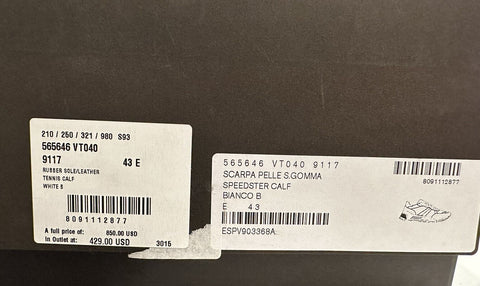 210 / 250 / 321 / 980 S93
565646 VT040
9117 43 E
RUBBER SOLE/LEATHER
TENNIS CALF
WHITE B
8091112877
A full price of: 850.00 USD
In Outlet at: 429.00 USD 3015
565646 VT040 9117
SCARPA PELLE S.GOMMA
SPEEDSTER CALF
BIANCO B
E 43
ESPV903368A
8091112877